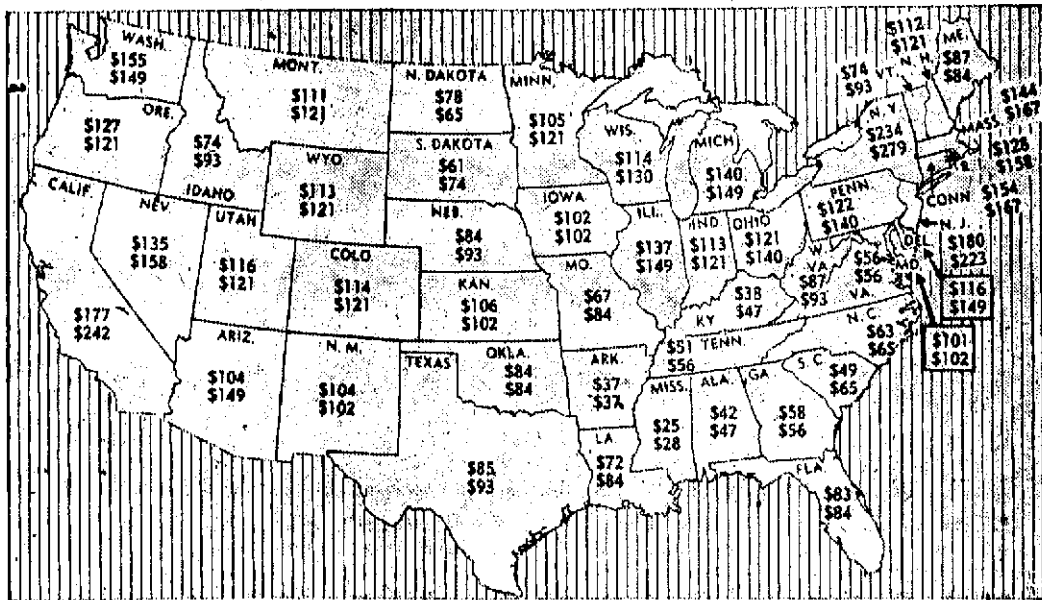 WASH.
$155
$149
ORE.
$127
$121
CALIF.
$177
$242
NEV.
$135
$158
IDAHO
$74
$93
MONT.
$111
$121
WYO.
$113
$121
UTAH
$116
$121
COLO.
$114
$121
ARIZ.
$104
$149
N. M.
$104
$102
N. DAKOTA
$78
$65
S. DAKOTA
$61
$74
NEB.
$84
$93
KAN.
$106
$102
OKLA.
$84
$84
TEXAS
$85
$93
MINN.
$105
$121
IOWA
$102
$102
MO.
$67
$84
ARK.
$37
$37
LA.
$72
$84
WIS.
$114
$130
ILL.
$137
$149
MICH.
$140
$149
IND.
$113
$121
OHIO
$121
$140
KY.
$38
$47
TENN.
$51
$56
MISS.
$25
$28
ALA.
$42
$47
GA.
$58
$56
FLA.
$83
$84
S. C.
$49
$65
N. C.
$63
$65
VA.
$56
$56
W.
VA.
$87
$93
PENN.
$122
$140
N. Y.
$234
$279
VT.
$74
$93
N. H.
$112
$121
ME.
$87
$84
MASS.
$144
$167
R. I.
$128
$158
CONN.
$154
$167
N. J.
$180
$223
DEL.
$116
$149
MD.
$101
$102